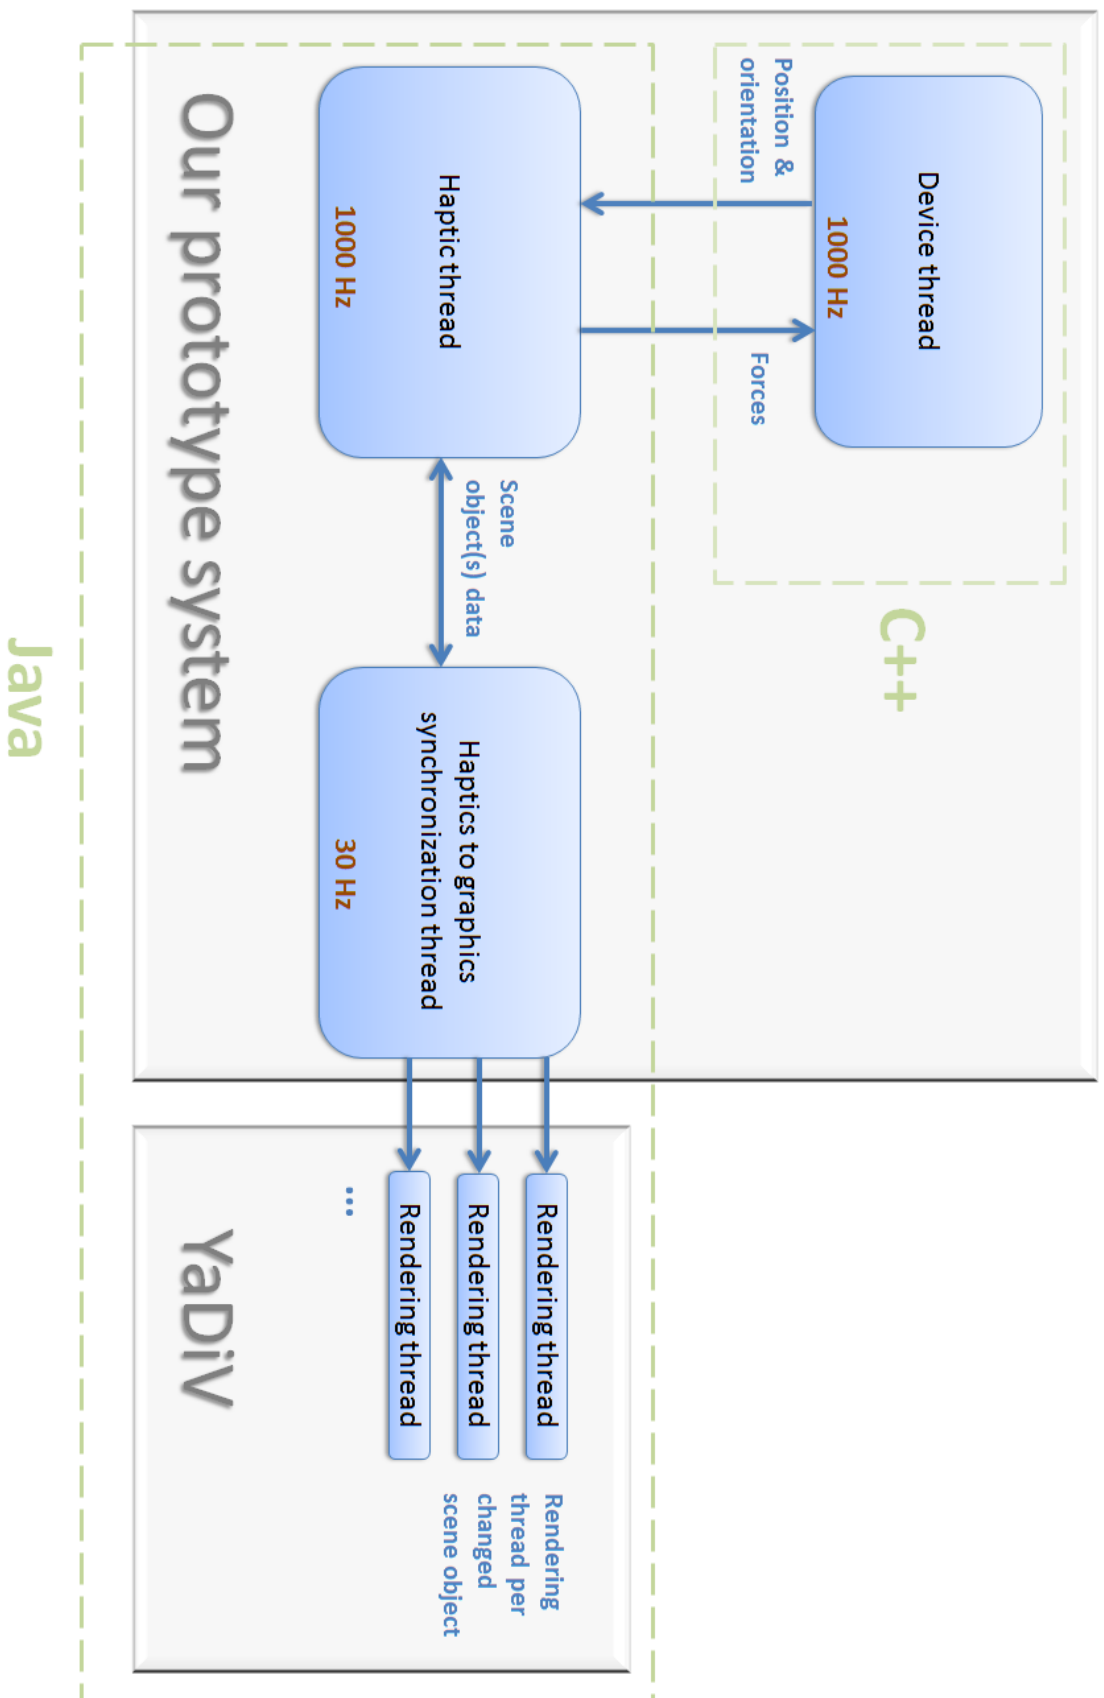 Device thread
1000 Hz
C++
Position &
orientation
Forces
Haptic thread
1000 Hz
Scene
object(s) data
Haptics to graphics
synchronization thread
30 Hz
Rendering thread
Rendering thread
Rendering thread
...
Rendering
thread per
changed
scene object
Our prototype system
YaDiV
Java